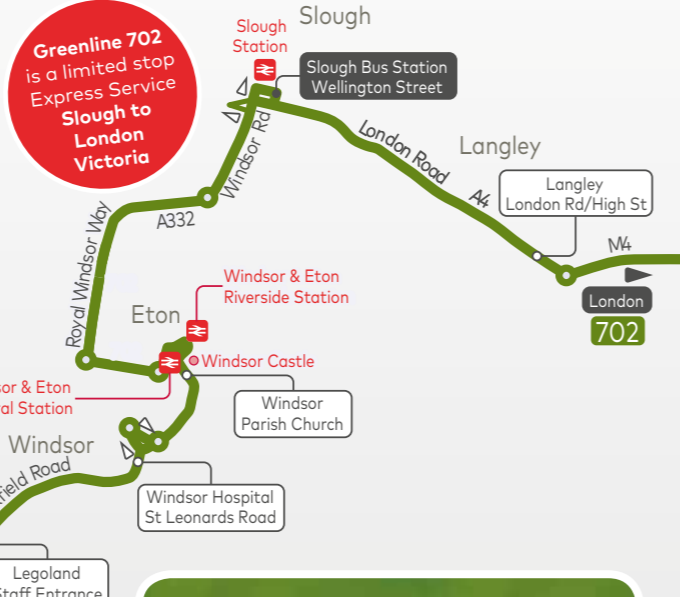 Greenline 702
is a limited stop
Express Service
Slough to
London
Victoria
Slough
Slough
Station
Slough Bus Station
Wellington Street
Windsor Rd
London Road
Langley
A4
Langley
London Rd/High St
M4
London
702
A332
Royal Windsor Way
Windsor & Eton
Riverside Station
Eton
Windsor Castle
sor & Eton
al Station
Windsor
Parish Church
Windsor
field Road
Windsor Hospital
St Leonards Road
Legoland
Staff Entrance